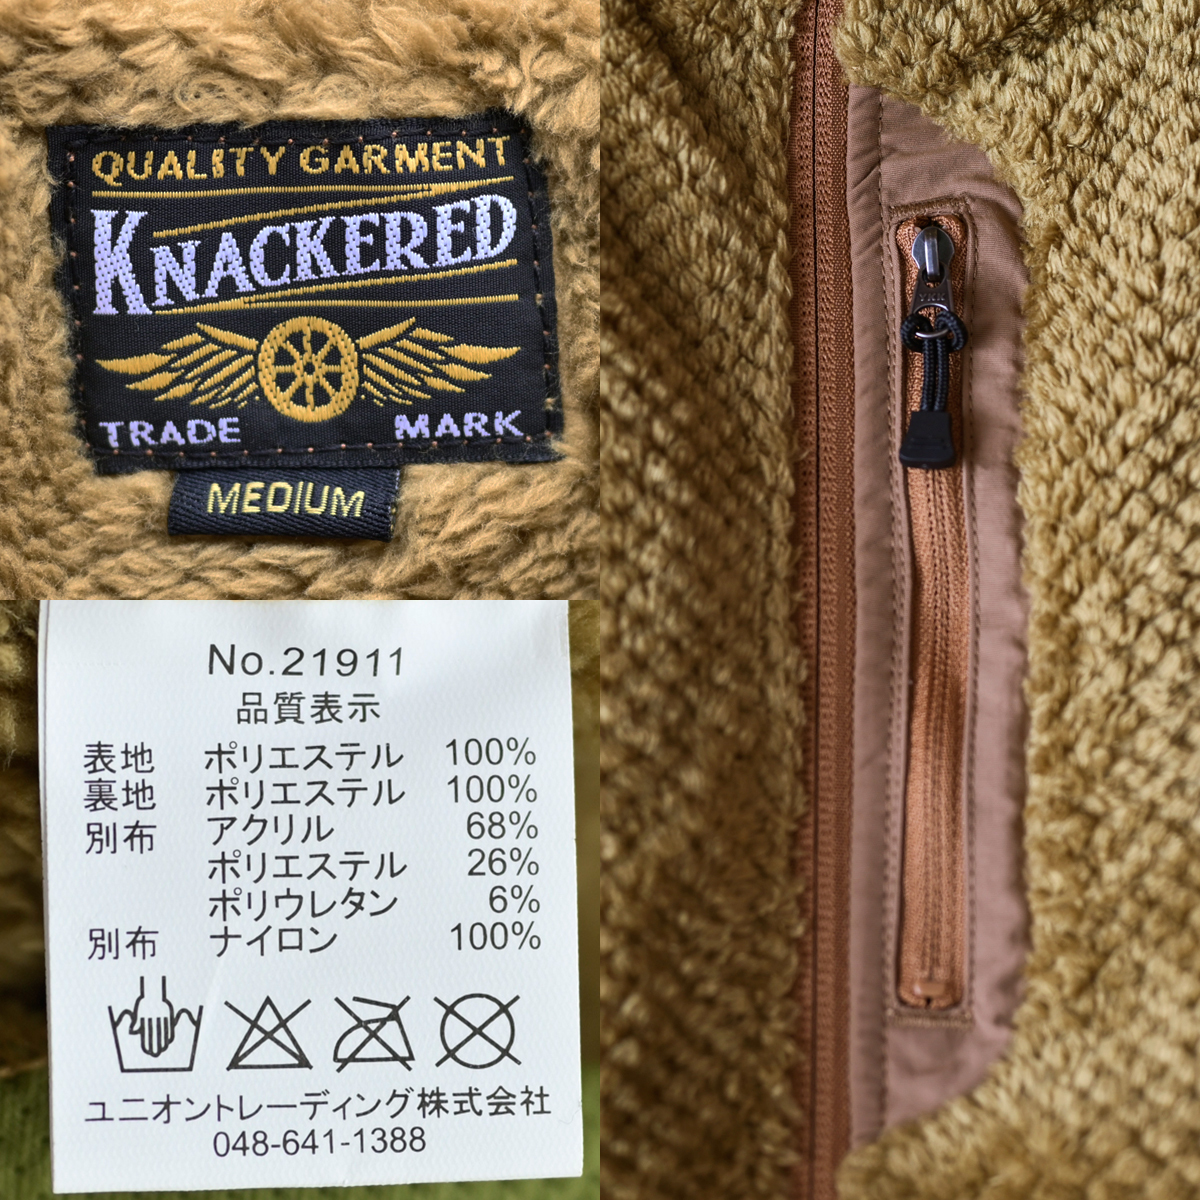 QUALITY GARMENT
KNACKERED
TRADE MARK
MEDIUM
No.21911
品質表示
表地 ポリエステル 100%
裏地 ポリエステル 100%
別布 アクリル 68%
ポリエステル 26%
ポリウレタン 6%
別布 ナイロン 100%
ユニオントレーディング株式会社
048-641-1388